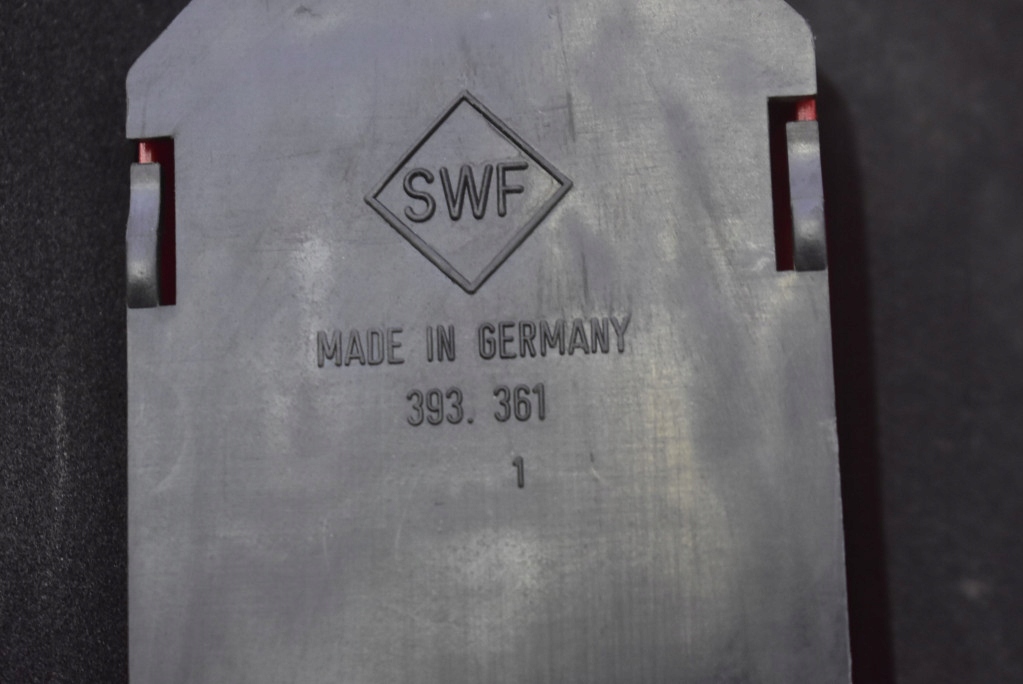 SWF
MADE IN GERMANY
393. 361
1